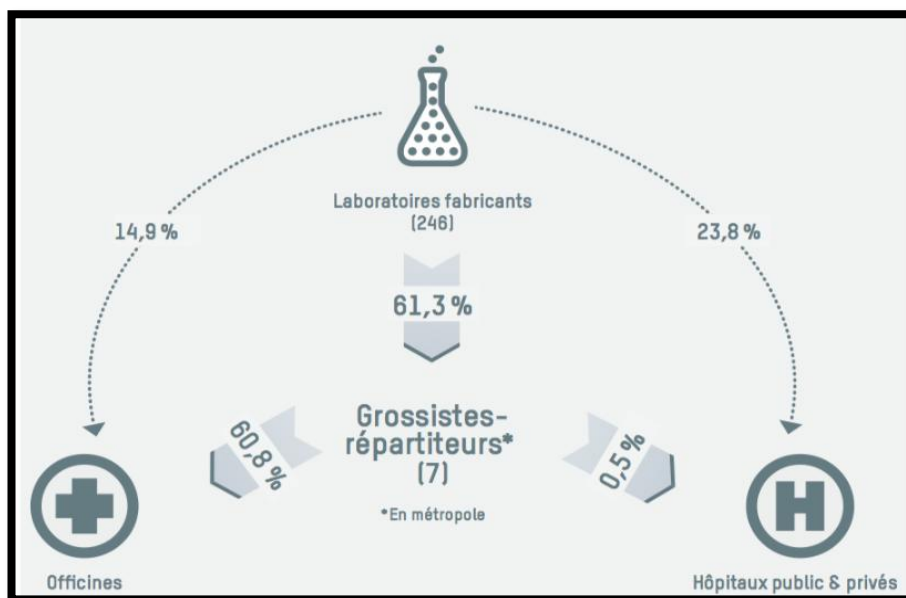 Laboratoires fabricants
(246)
14,9 %
23,8 %
61,3 %
Grossistes-
répartiteurs*
(7)
60,8 %
0,5 %
*En métropole
H
Officines
Hôpitaux public & privés